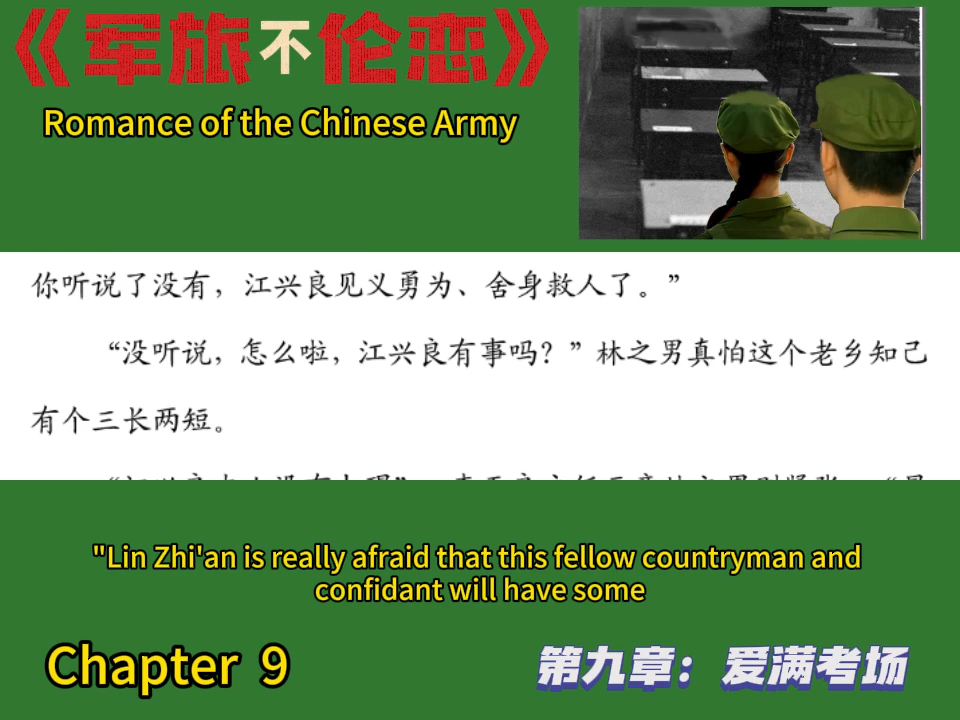 《军旅不伦恋》
Romance of the Chinese Army
你听说了没有，江兴良见义勇为、舍身救人了。”
“没听说，怎么啦，江兴良有事吗？”林之男真怕这个老乡知己
有个三长两短。
"Lin Zhi'an is really afraid that this fellow countryman and
confidant will have some
Chapter 9
第九章：爱满考场